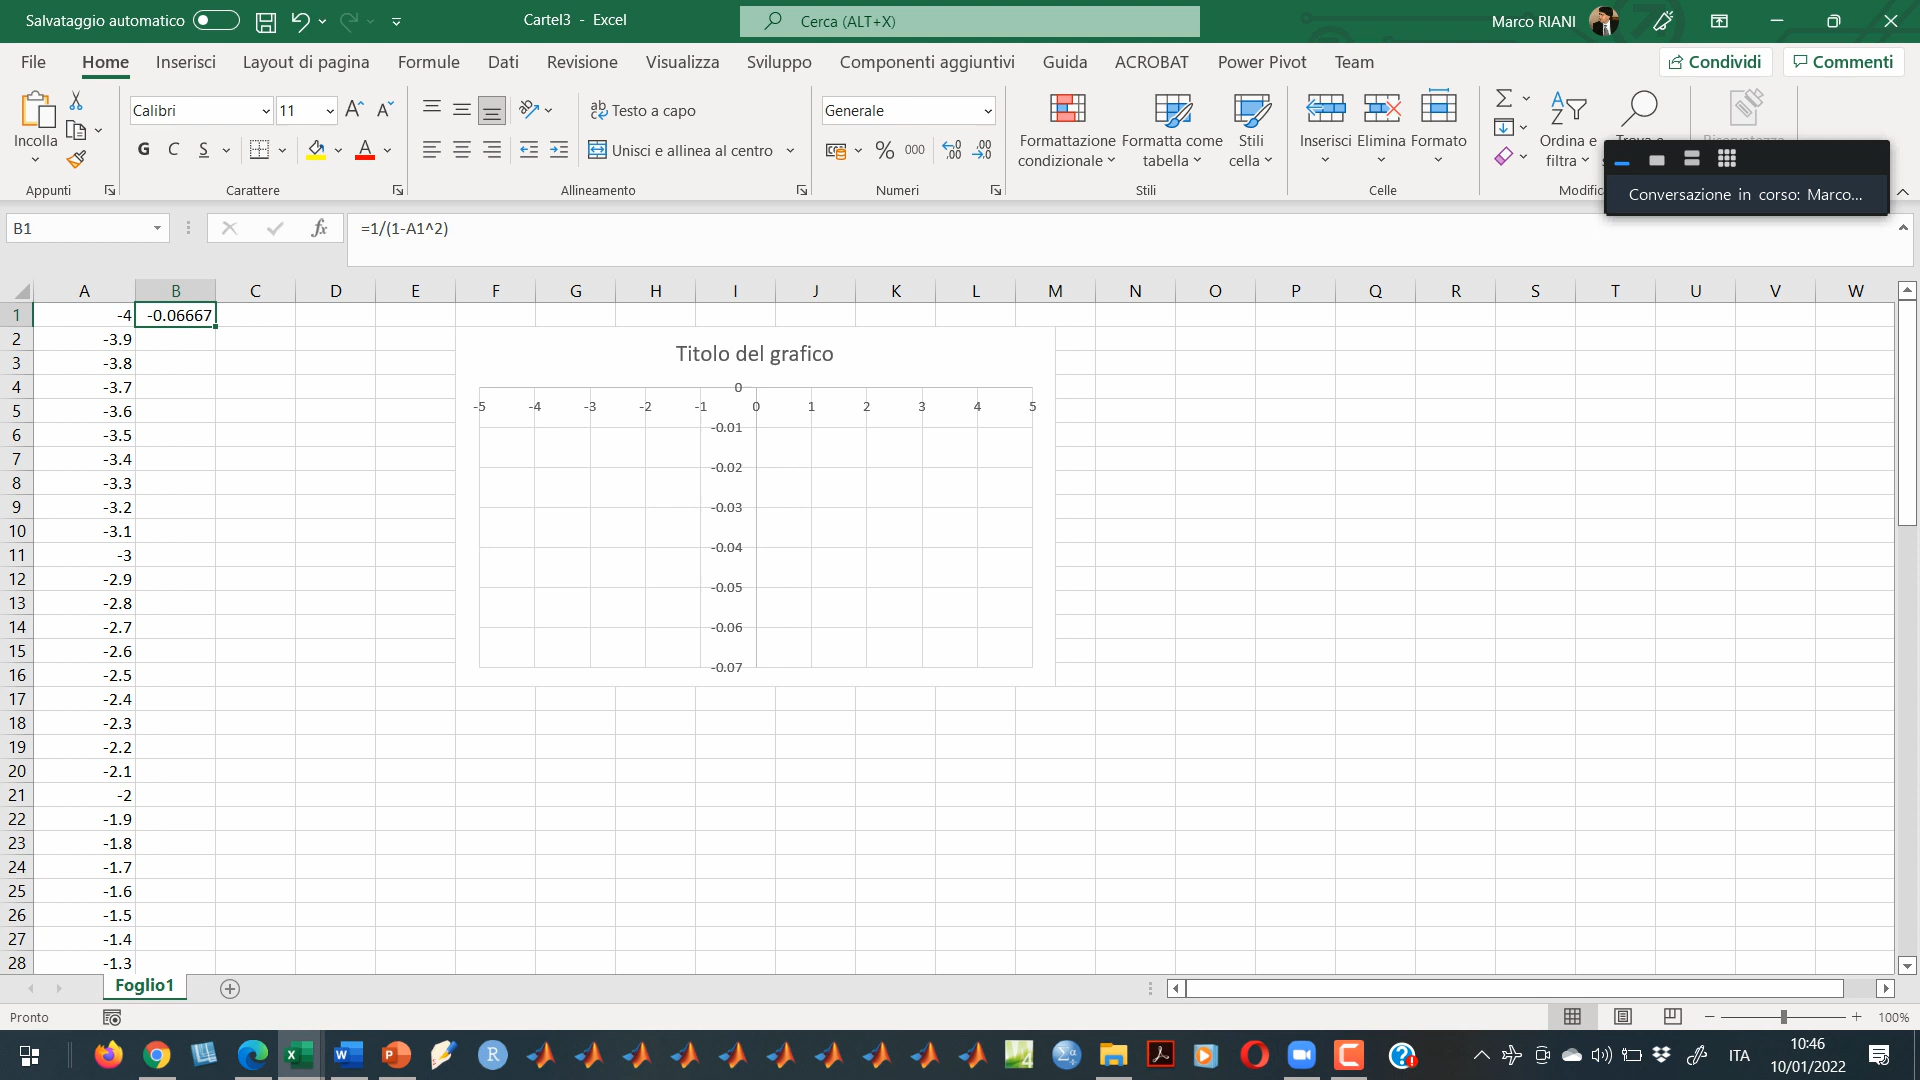 Salvataggio automatico
Cartel3 - Excel
Cerca (ALT+X)
Marco RIANI
File Home Inserisci Layout di pagina Formule Dati Revisione Visualizza Sviluppo Componenti aggiuntivi Guida ACROBAT Power Pivot Team
Condividi
Commenti
Incolla
Appunti
Calibri 11
G C S
Carattere
Testo a capo
Unisci e allinea al centro
Allineamento
Generale
% 000
Numeri
Formattazione condizionale
Formatta come tabella
Stili cella
Stili
Inserisci Elimina Formato
Celle
Ordina e filtra
Conversazione in corso: Marco...
B1
fx
=1/(1-A1^2)
A B C D E F G H I J K L M N O P Q R S T U V W
1 -4 -0.06667
2 -3.9
3 -3.8
4 -3.7
5 -3.6
6 -3.5
7 -3.4
8 -3.3
9 -3.2
10 -3.1
11 -3
12 -2.9
13 -2.8
14 -2.7
15 -2.6
16 -2.5
17 -2.4
18 -2.3
19 -2.2
20 -2.1
21 -2
22 -1.9
23 -1.8
24 -1.7
25 -1.6
26 -1.5
27 -1.4
28 -1.3
Titolo del grafico
0
-5 -4 -3 -2 -1 0 1 2 3 4 5
-0.01
-0.02
-0.03
-0.04
-0.05
-0.06
-0.07
Foglio1
Pronto
100%
ITA
10:46
10/01/2022